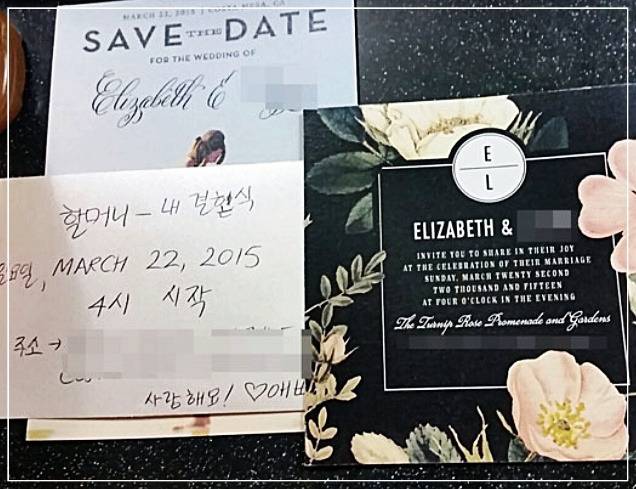 MARCH 22, 2015 | COSTA MESA, CA
SAVE THE DATE
FOR THE WEDDING OF
Elizabeth &
할머니 - 내 결혼식
요일, MARCH 22, 2015
4시 시작
주소 →
사랑해요! ♡
E
L
ELIZABETH &
INVITE YOU TO SHARE IN THEIR JOY
AT THE CELEBRATION OF THEIR MARRIAGE
SUNDAY, MARCH TWENTY SECOND
TWO THOUSAND AND FIFTEEN
AT FOUR O'CLOCK IN THE EVENING
The Turnip Rose Promenade and Gardens